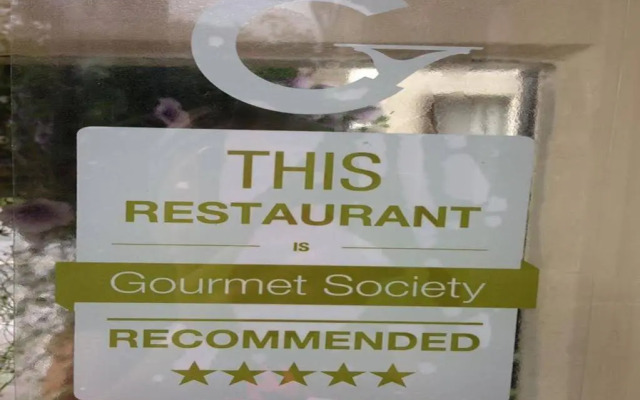 G
THIS
RESTAURANT
IS
Gourmet Society
RECOMMENDED